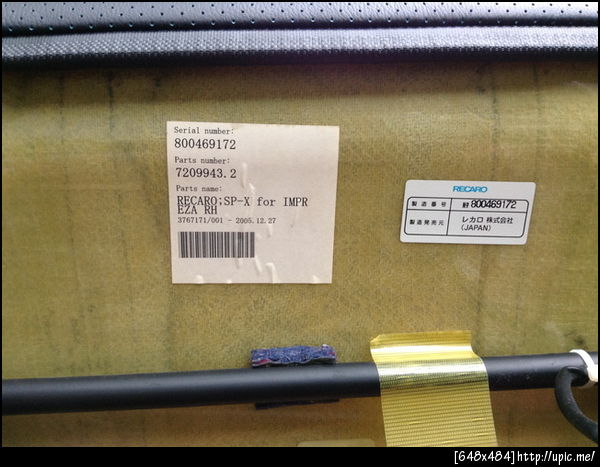 Serial number:
800469172
Parts number:
7209943.2
Parts name:
RECARO;SP-X for IMPR
EZA RH
3767171/001 - 2005.12.27
RECARO
製造番号 800469172
製造発売元 レカロ 株式会社
(JAPAN)
[648x484]http://upic.me/